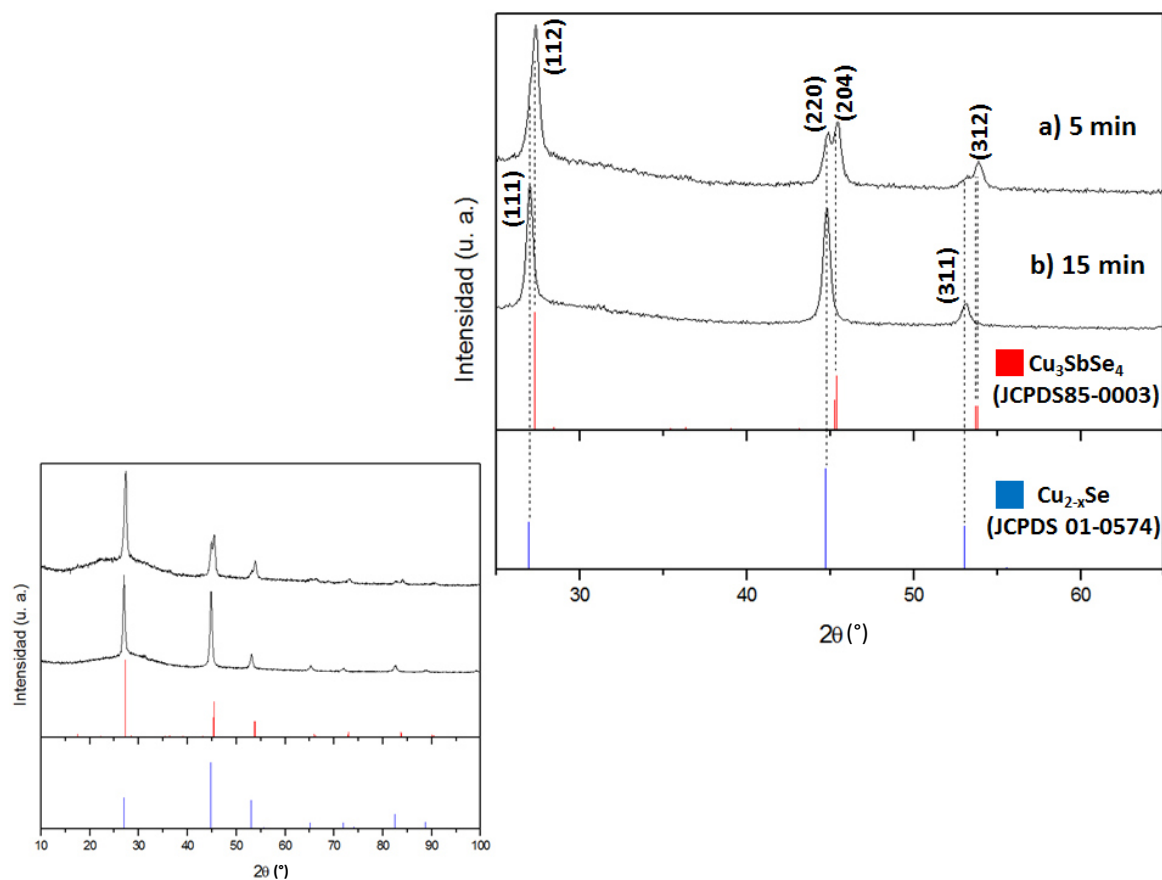 (112)
(220)
(204)
(312)
a) 5 min
(111)
(311)
b) 15 min
Intensidad (u. a.)
Cu₃SbSe₄
(JCPDS85-0003)
Cu₂₋ₓSe
(JCPDS 01-0574)
30 40 50 60
2θ (°)
Intensidad (u. a.)
10 20 30 40 50 60 70 80 90 100
2θ (°)